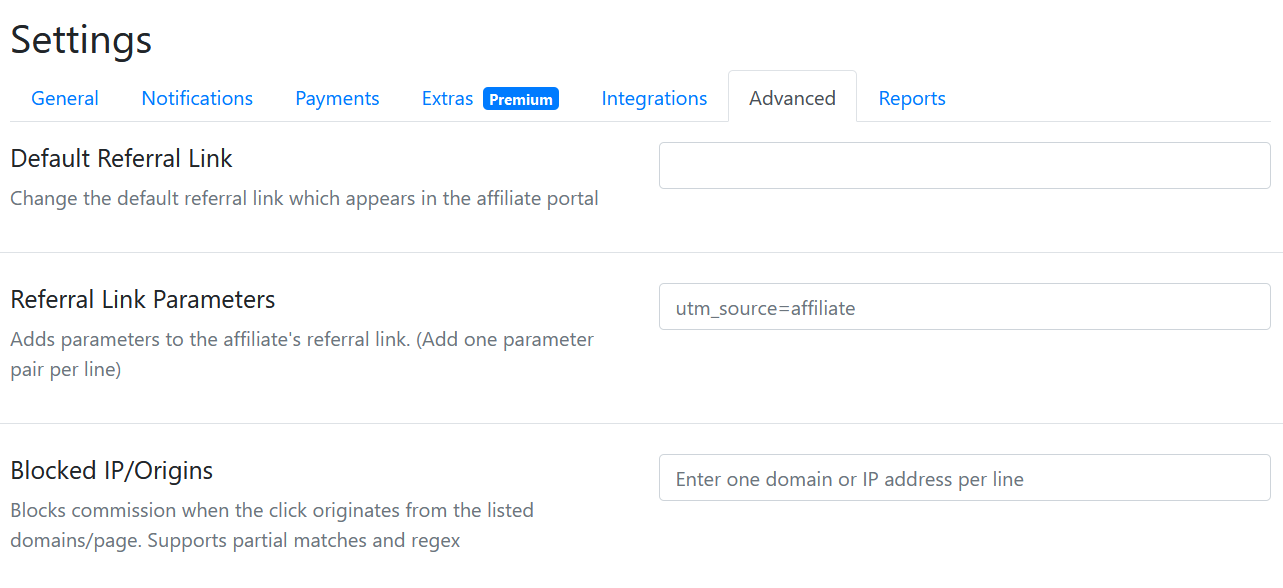 Settings
General Notifications Payments Extras Premium Integrations Advanced Reports
Default Referral Link
Change the default referral link which appears in the affiliate portal
Referral Link Parameters
utm_source=affiliate
Adds parameters to the affiliate's referral link. (Add one parameter
pair per line)
Blocked IP/Origins
Enter one domain or IP address per line
Blocks commission when the click originates from the listed
domains/page. Supports partial matches and regex